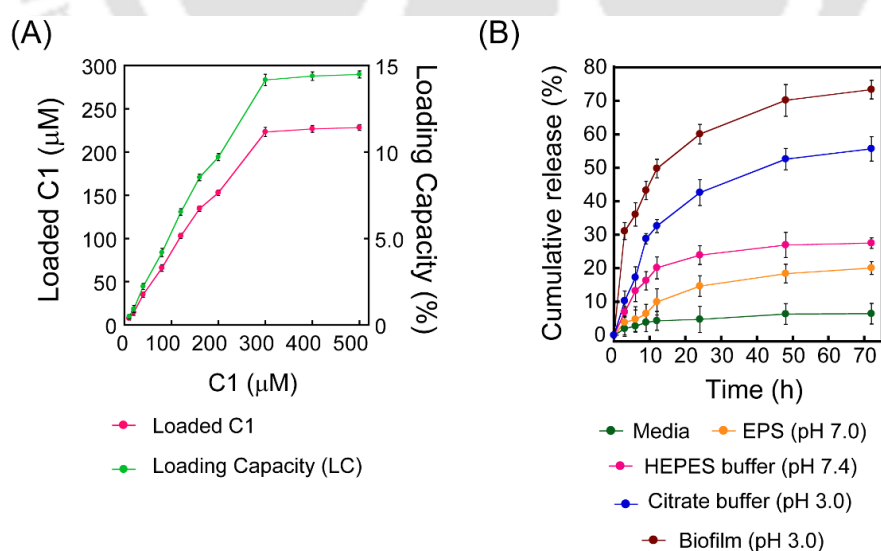 (A)
300
250
200
150
100
50
0
Loaded C1
(μM)
15
10
5.0
0
Loading Capacity
(%)
0 100 200 300 400 500
C1 (μM)
Loaded C1
Loading Capacity (LC)
(B)
80
70
60
50
40
30
20
10
0
Cumulative release (%)
0 10 20 30 40 50 60 70
Time (h)
Media EPS (pH 7.0)
HEPES buffer (pH 7.4)
Citrate buffer (pH 3.0)
Biofilm (pH 3.0)